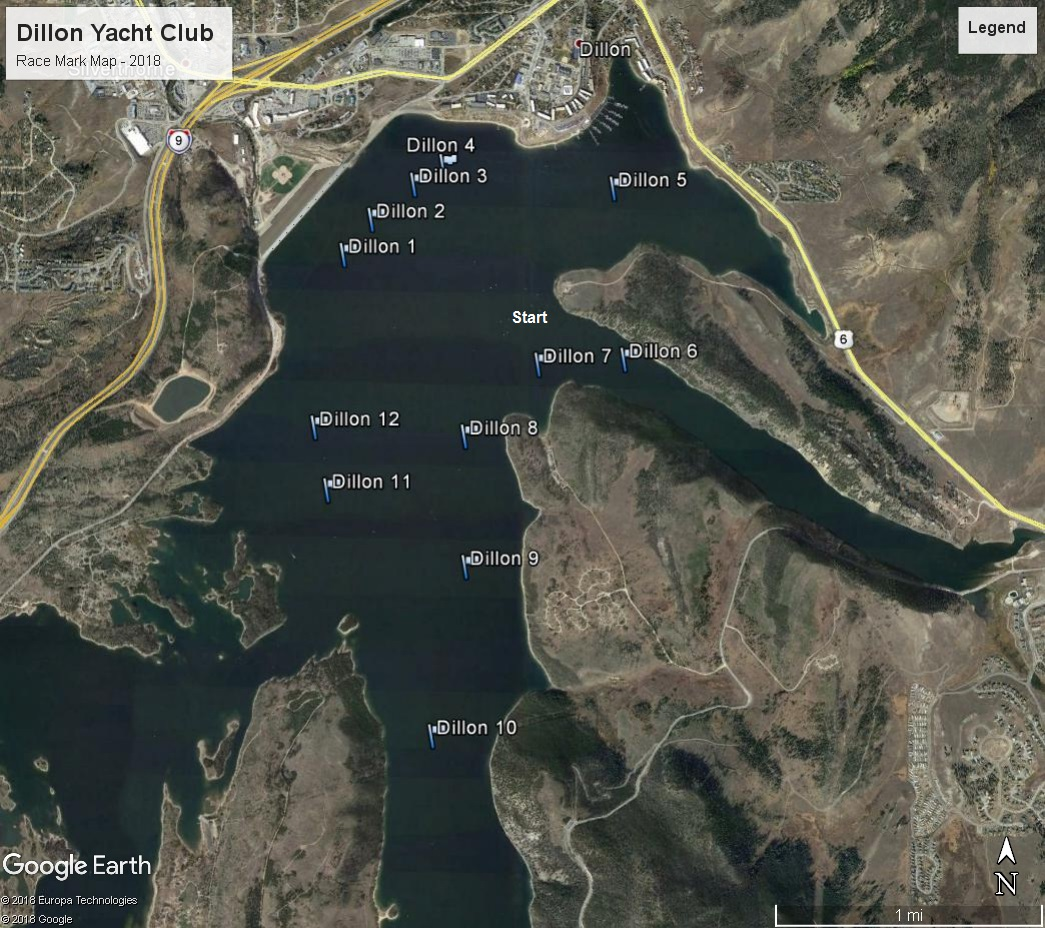 Dillon Yacht Club
Race Mark Map - 2018
Legend
Silverthorne
Dillon
9
Dillon 4
Dillon 3
Dillon 5
Dillon 2
Dillon 1
Start
6
Dillon 7
Dillon 6
Dillon 12
Dillon 8
Dillon 11
Dillon 9
Dillon 10
Google Earth
© 2018 Europa Technologies
© 2018 Google
N
1 mi